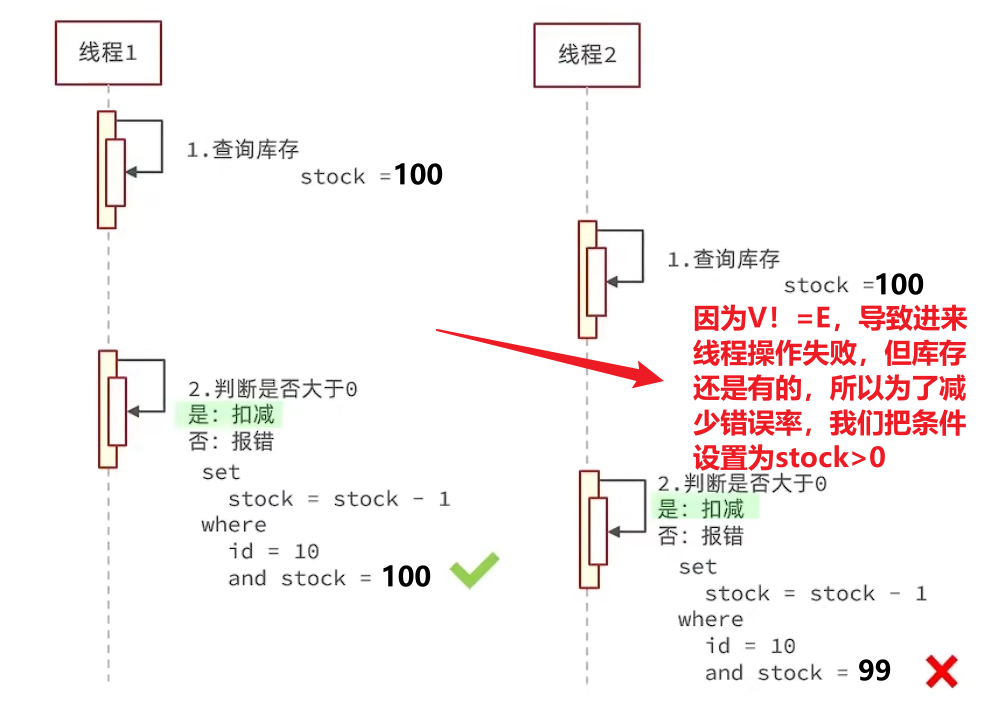 线程1
1.查询库存
stock =100
2.判断是否大于0
是：扣减
否：报错
set
stock = stock - 1
where
id = 10
and stock = 100
线程2
1.查询库存
stock =100
因为V！=E，导致进来
线程操作失败，但库存
还是有的，所以为了减
少错误率，我们把条件
设置为stock>0
2.判断是否大于0
是：扣减
否：报错
set
stock = stock - 1
where
id = 10
and stock = 99